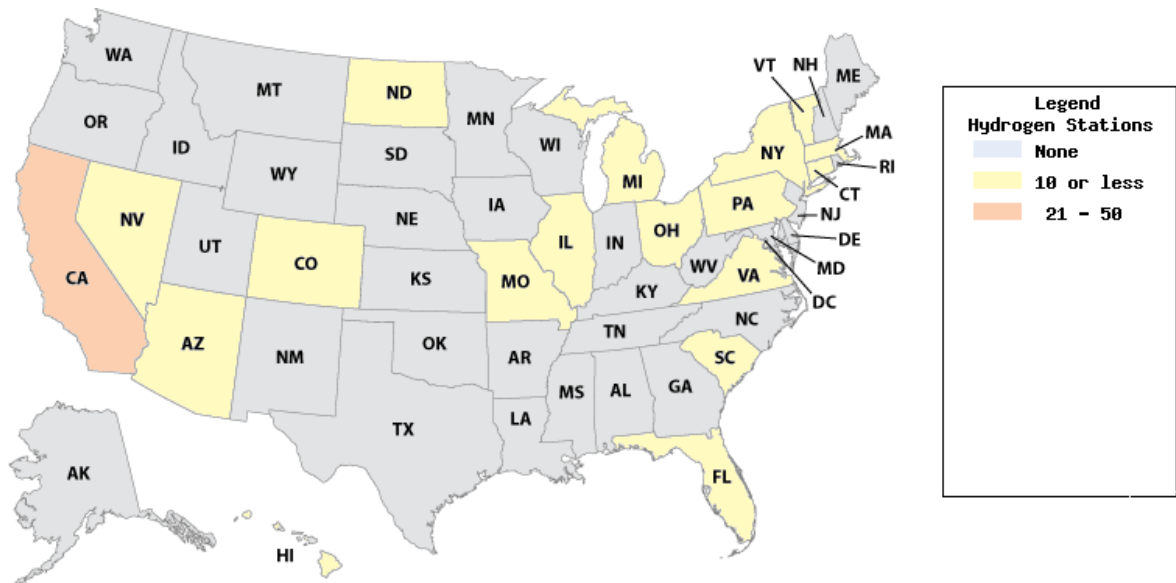 WA
MT
ND
MN
VT
NH
ME
OR
ID
WY
SD
WI
MI
NY
MA
RI
CT
NV
UT
CO
NE
IA
IL
IN
OH
PA
NJ
DE
MD
DC
CA
KS
MO
KY
WV
VA
AZ
NM
OK
AR
TN
NC
SC
TX
LA
MS
AL
GA
FL
AK
HI
Legend
Hydrogen Stations
None
10 or less
21 - 50